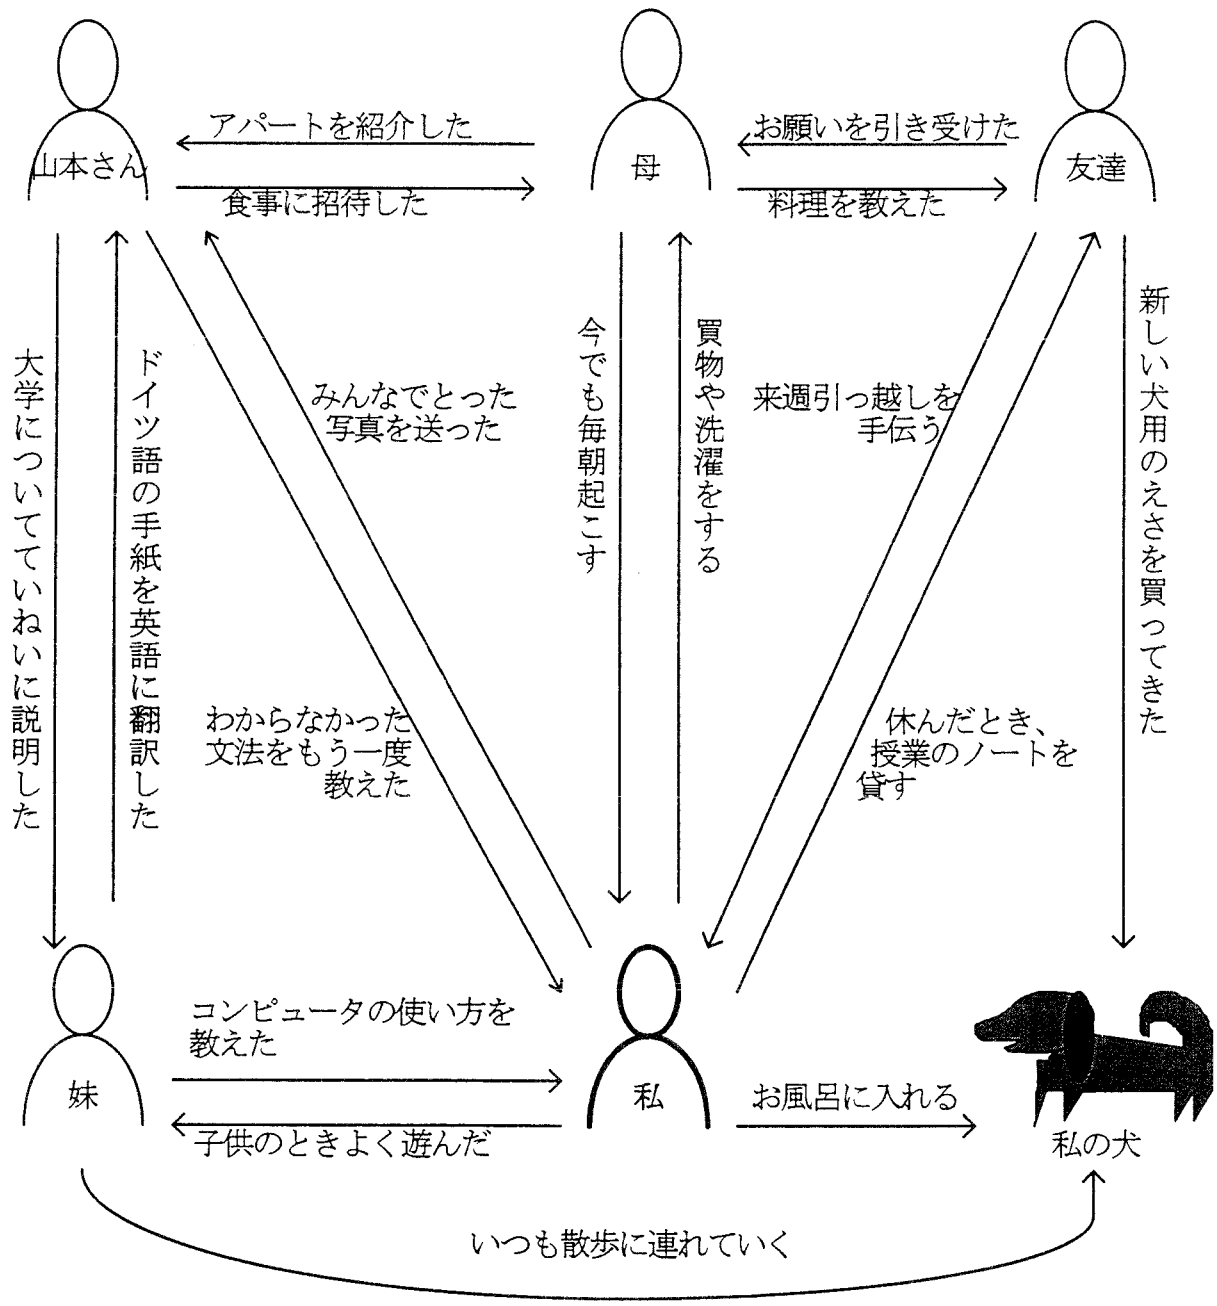 アパートを紹介した
お願いを引き受けた
山本さん
母
友達
食事に招待した
料理を教えた
大学についてていねいに説明した
ドイツ語の手紙を英語に翻訳した
みんなでとった
写真を送った
今でも毎朝起こす
買物や洗濯をする
来週引っ越しを
手伝う
新しい犬用のえさを買ってきた
わからなかった
文法をもう一度
教えた
休んだとき、
授業のノートを
貸す
コンピュータの使い方を
教えた
妹
私
お風呂に入れる
子供のときよく遊んだ
私の犬
いつも散歩に連れていく